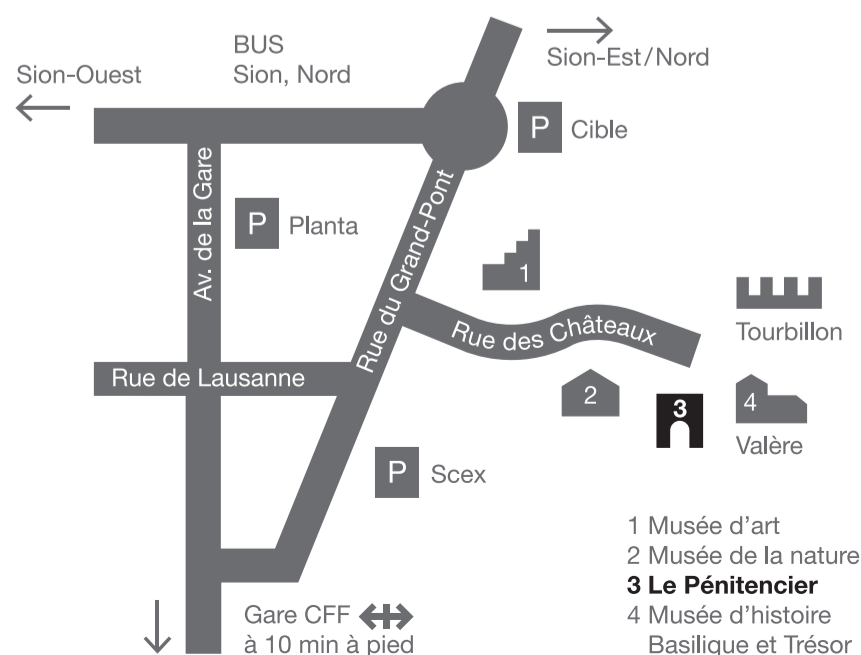 BUS
Sion, Nord
Sion-Ouest
Sion-Est/Nord
P Cible
Av. de la Gare
P Planta
Rue du Grand-Pont
1
Rue des Châteaux
Tourbillon
Rue de Lausanne
2
3
4
Valère
P Scex
1 Musée d’art
2 Musée de la nature
3 Le Pénitencier
4 Musée d’histoire
Basilique et Trésor
Gare CFF
à 10 min à pied